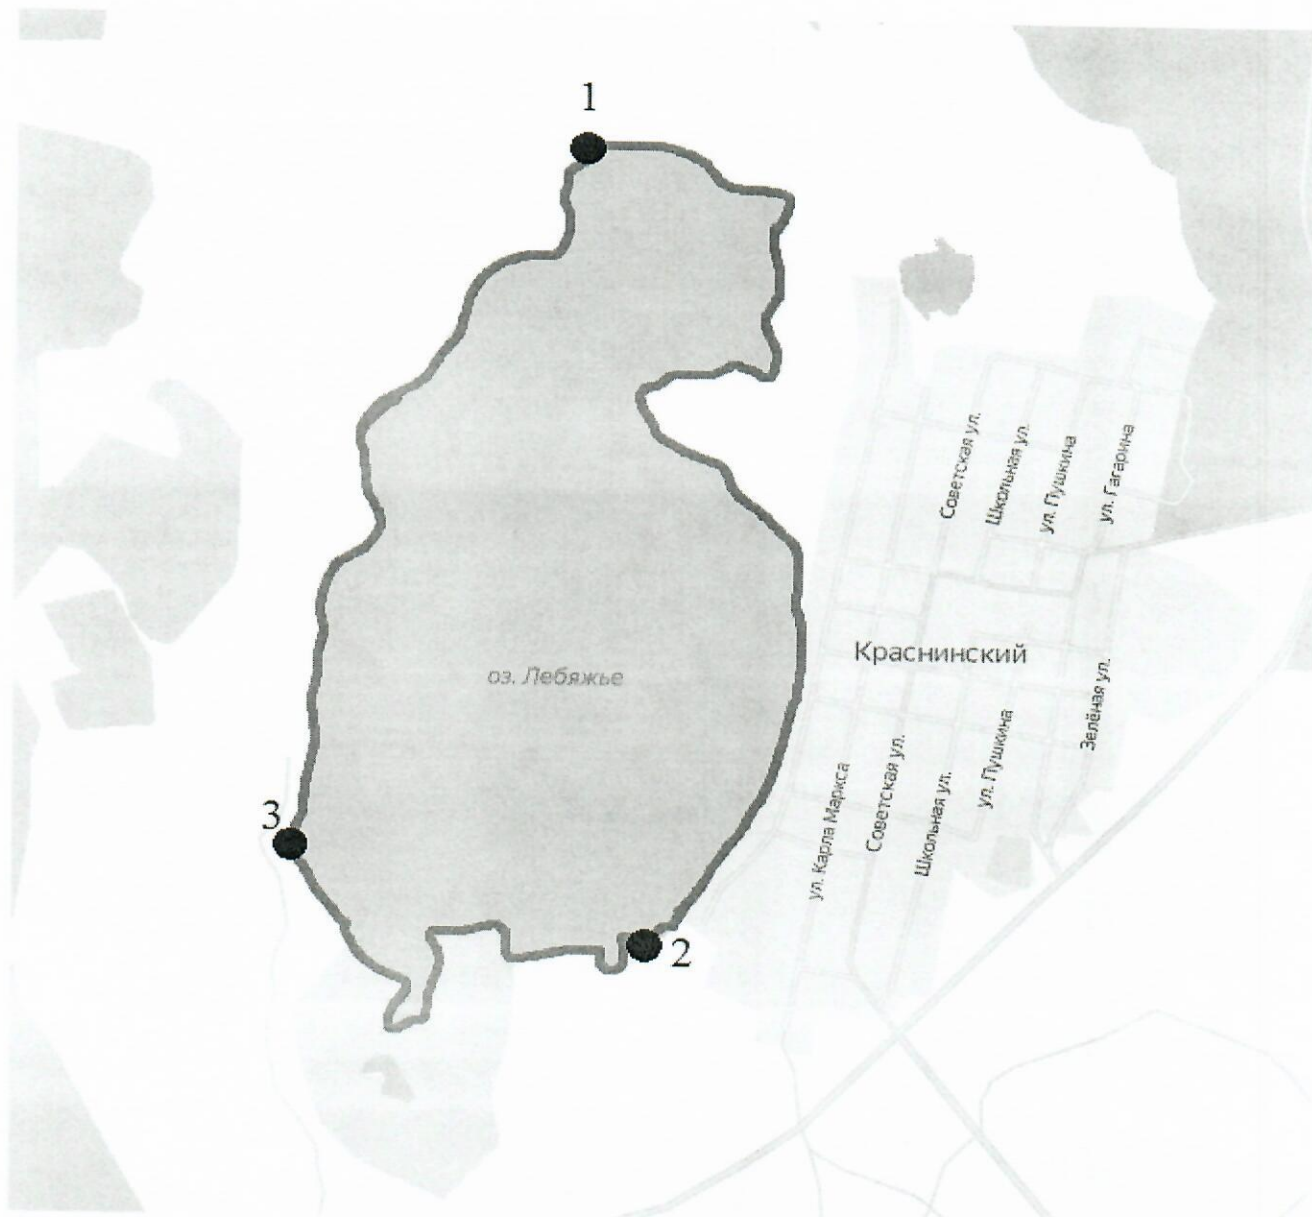 1
Советская ул.
Школьная ул.
ул. Пушкина
ул. Гагарина
Краснинский
оз. Лебяжье
Зелёная ул.
ул. Пушкина
Советская ул.
ул. Карла Маркса
Школьная ул.
3
2